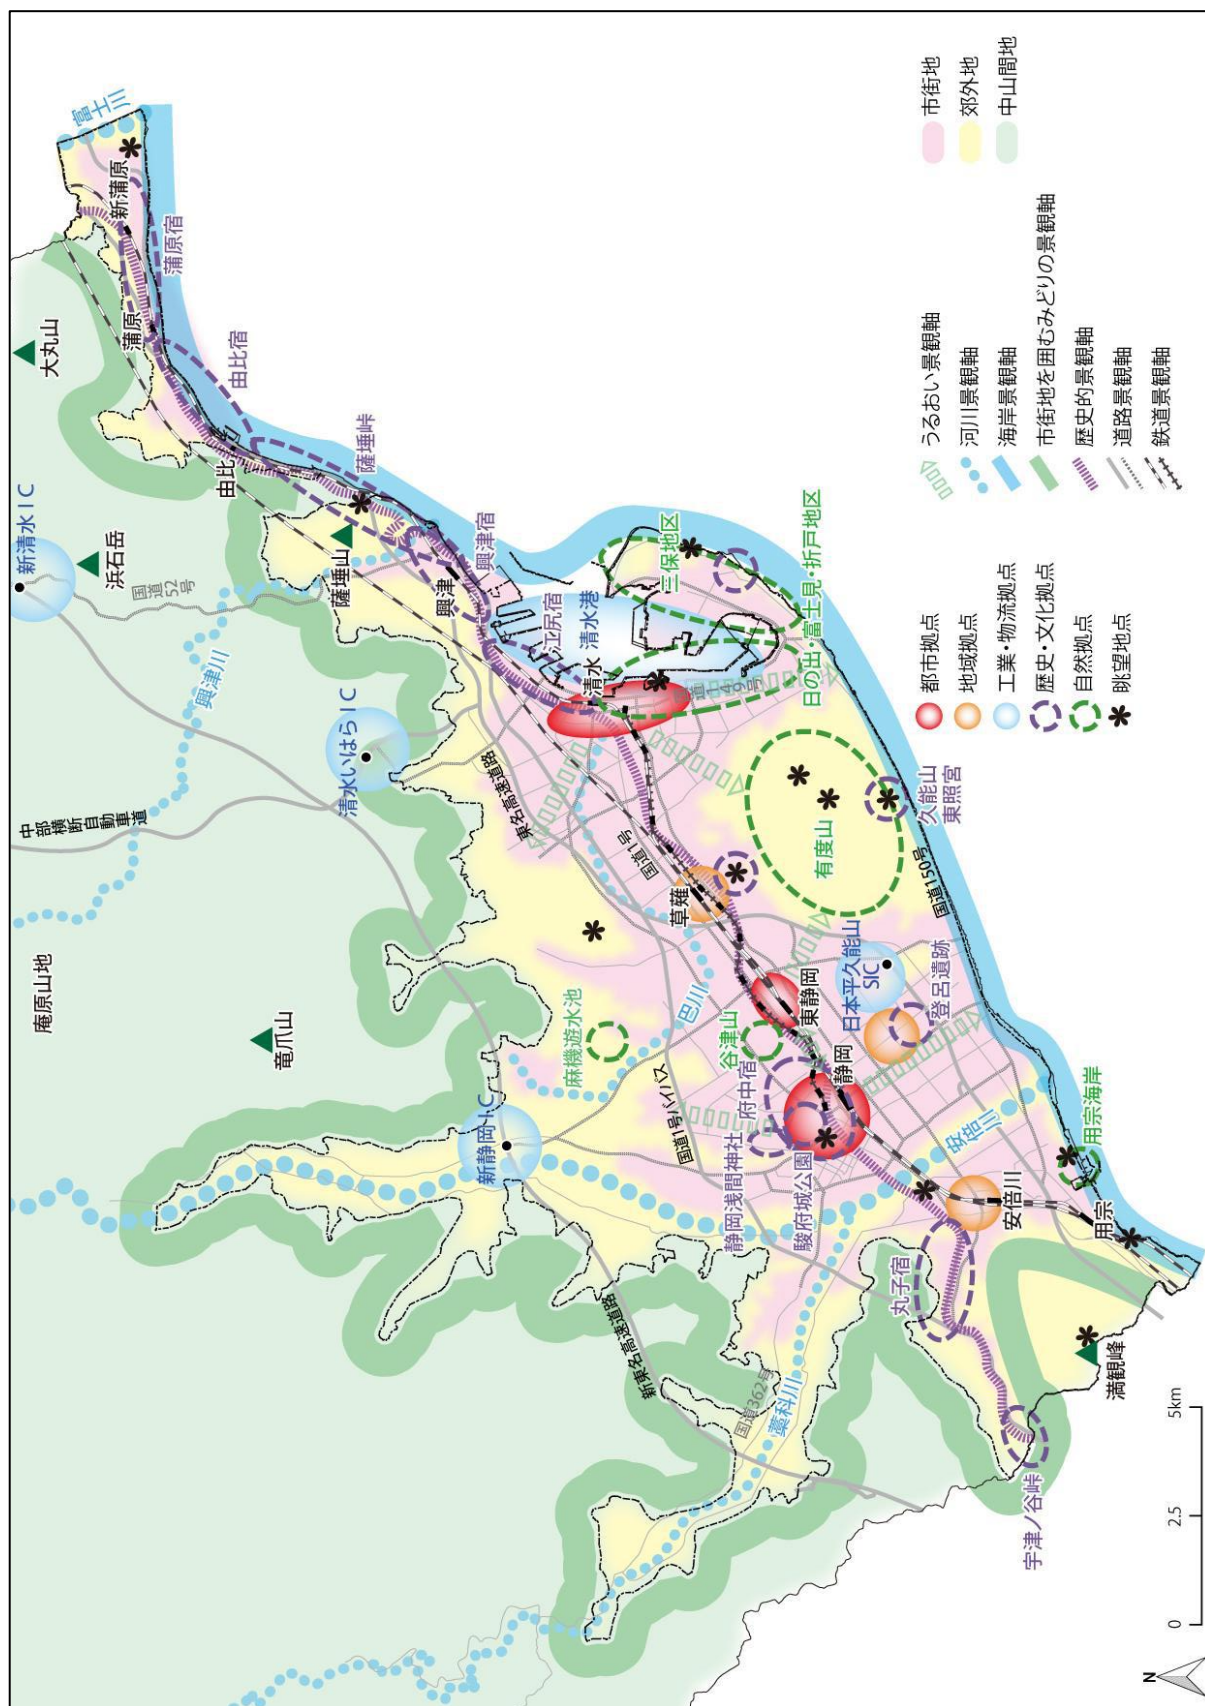 庵原山地
中部横断自動車道
新清水ＩＣ
大丸山
浜石岳
竜爪山
富士川
新蒲原
蒲原
蒲原宿
由比宿
由比
国道52号
興津川
清水いはらＩＣ
薩埵山
薩埵峠
興津
興津宿
東名高速道路
江尻宿
清水港
清水
三保地区
日の出・富士見・折戸地区
国道149号
国道1号
新静岡ＩＣ
麻機遊水池
巴川
草薙
有度山
久能山
東照宮
国道150号
国道1号バイパス
谷津山
東静岡
日本平久能山
SIC
登呂遺跡
府中宿
静岡浅間神社
駿府城公園
静岡
新東名高速道路
国道362号
藁科川
安倍川
安倍川
丸子宿
用宗海岸
用宗
満観峰
宇津ノ谷峠
都市拠点
地域拠点
工業・物流拠点
歴史・文化拠点
自然拠点
眺望地点
うるおい景観軸
河川景観軸
海岸景観軸
市街地を囲むみどりの景観軸
歴史的景観軸
道路景観軸
鉄道景観軸
市街地
郊外地
中山間地
N
0
2.5
5km